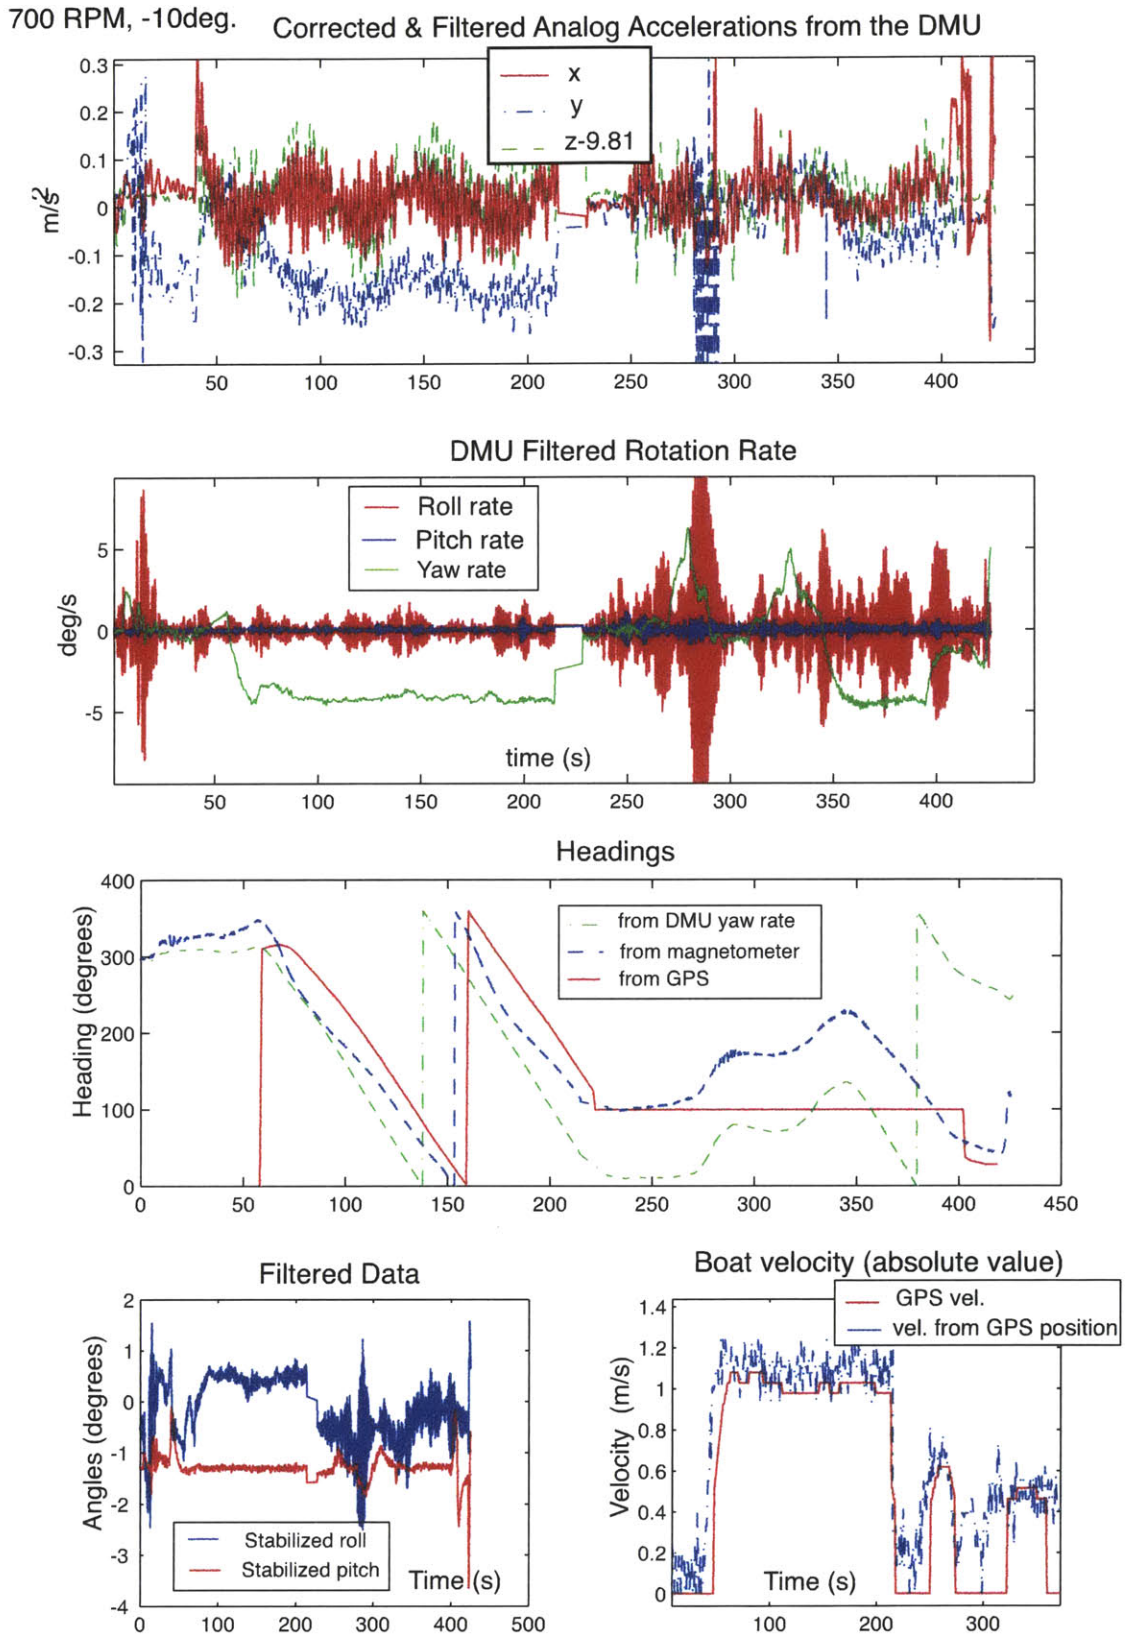 700 RPM, -10deg.
Corrected & Filtered Analog Accelerations from the DMU
x
y
z-9.81
0.3
0.2
0.1
0
-0.1
-0.2
-0.3
m/s²
50 100 150 200 250 300 350 400
DMU Filtered Rotation Rate
Roll rate
Pitch rate
Yaw rate
5
0
-5
deg/s
time (s)
50 100 150 200 250 300 350 400
Headings
from DMU yaw rate
from magnetometer
from GPS
400
300
200
100
0
Heading (degrees)
0 50 100 150 200 250 300 350 400 450
Filtered Data
2
1
0
-1
-2
-3
-4
Angles (degrees)
Stabilized roll
Stabilized pitch
Time (s)
0 100 200 300 400 500
Boat velocity (absolute value)
GPS vel.
vel. from GPS position
1.4
1.2
1
0.8
0.6
0.4
0.2
0
Velocity (m/s)
Time (s)
100 200 300